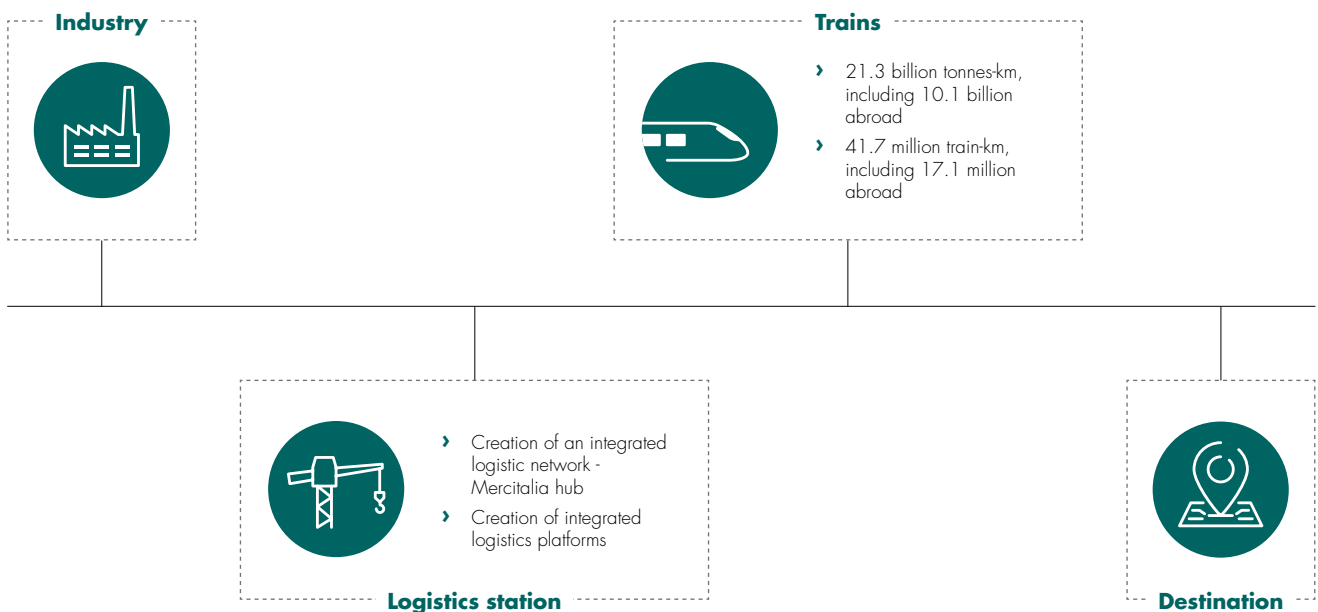 Industry
Trains
21.3 billion tonnes-km,
including 10.1 billion
abroad
41.7 million train-km,
including 17.1 million
abroad
Creation of an integrated
logistic network -
Mercitalia hub
Creation of integrated
logistics platforms
Logistics station
Destination